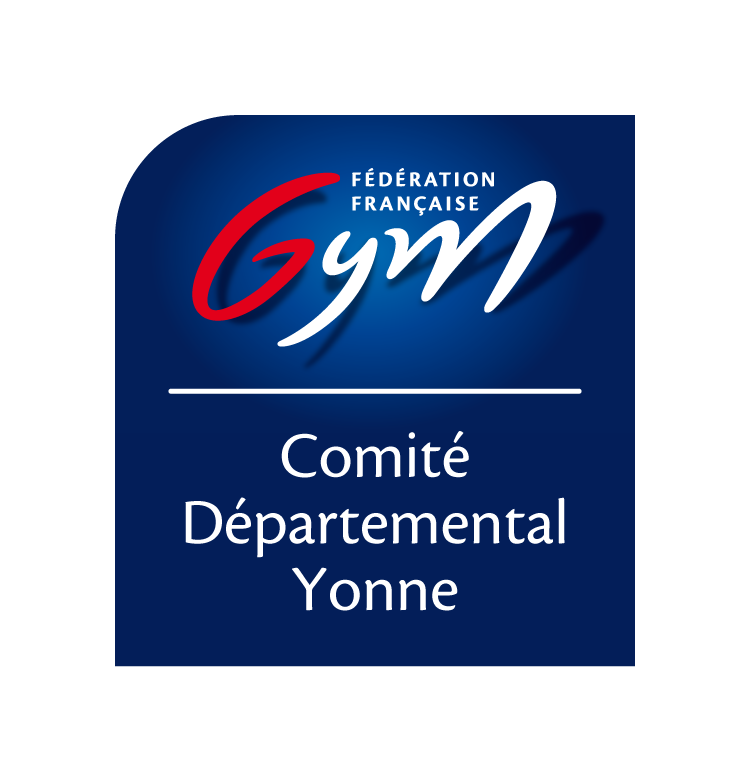 FÉDÉRATION
FRANÇAISE
Gym
Comité
Départemental
Yonne